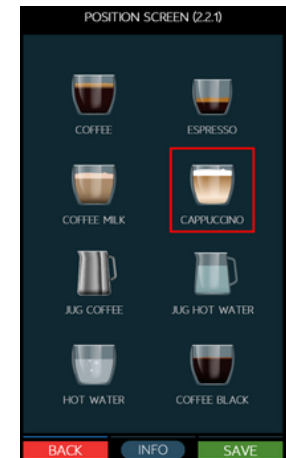 POSITION SCREEN (2.2.1)
COFFEE ESPRESSO
COFFEE MILK CAPPUCCINO
JUG COFFEE JUG HOT WATER
HOT WATER COFFEE BLACK
BACK INFO SAVE